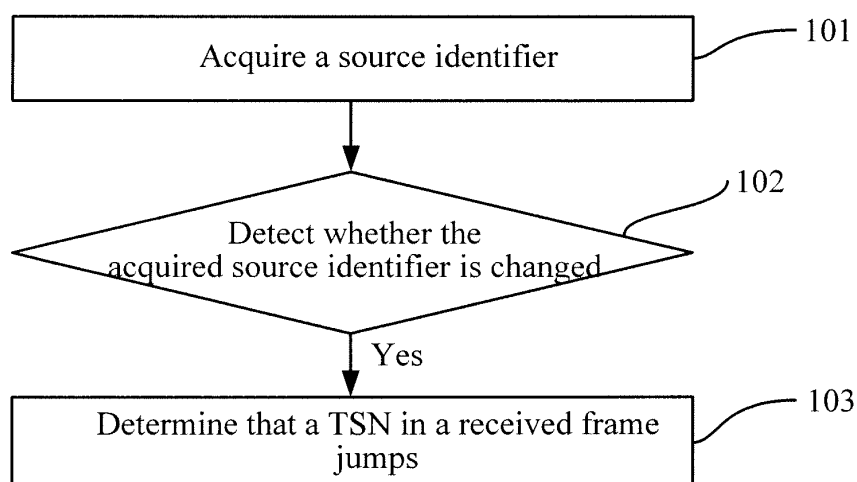 Acquire a source identifier
101
102
Detect whether the
acquired source identifier is changed
Yes
Determine that a TSN in a received frame
jumps
103